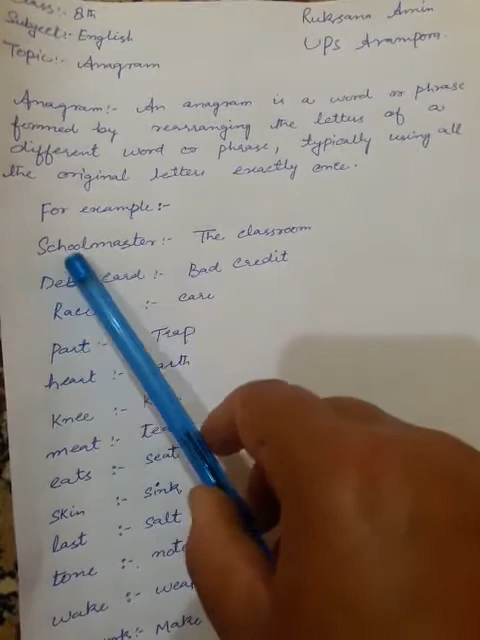 Class:- 8th
Ruksana Amin
Subject:- English
UPS Arampora.
Topic:- Anagram
Anagram:- An anagram is a word or phrase
formed by rearranging the letters of a
different word or phrase, typically using all
the original letters exactly once.
For example:-
Schoolmaster:- The classroom
card :- Bad Credit
:- care
part :- Trap
heart :-
Knee :-
meat :-
eats :- seat
Skin :- sink
last :- salt
tone :- note
wake :-
:- Make